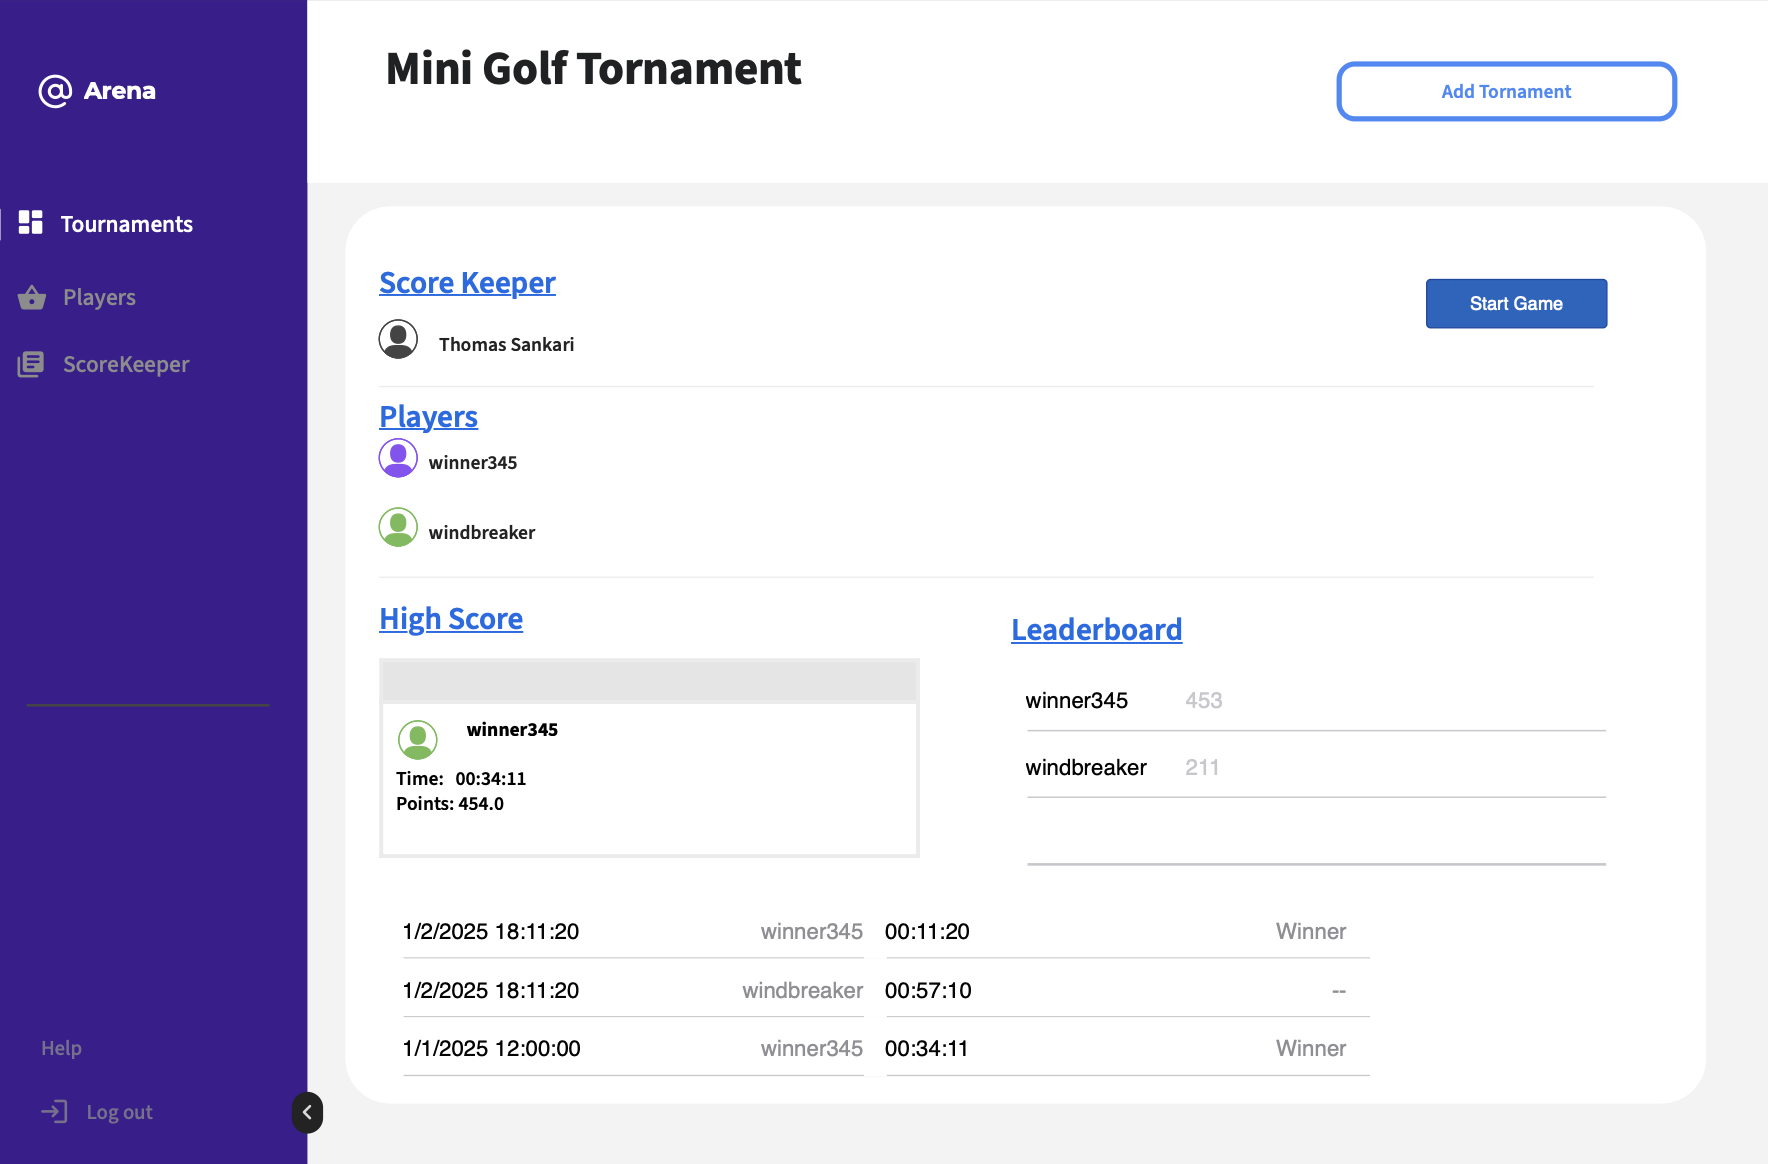 @ Arena
Tournaments
Players
ScoreKeeper
Help
Log out
Mini Golf Tornament
Add Tornament
Score Keeper
Start Game
Thomas Sankari
Players
winner345
windbreaker
High Score
winner345
Time: 00:34:11
Points: 454.0
Leaderboard
winner345 453
windbreaker 211
1/2/2025 18:11:20 winner345 00:11:20 Winner
1/2/2025 18:11:20 windbreaker 00:57:10 --
1/1/2025 12:00:00 winner345 00:34:11 Winner